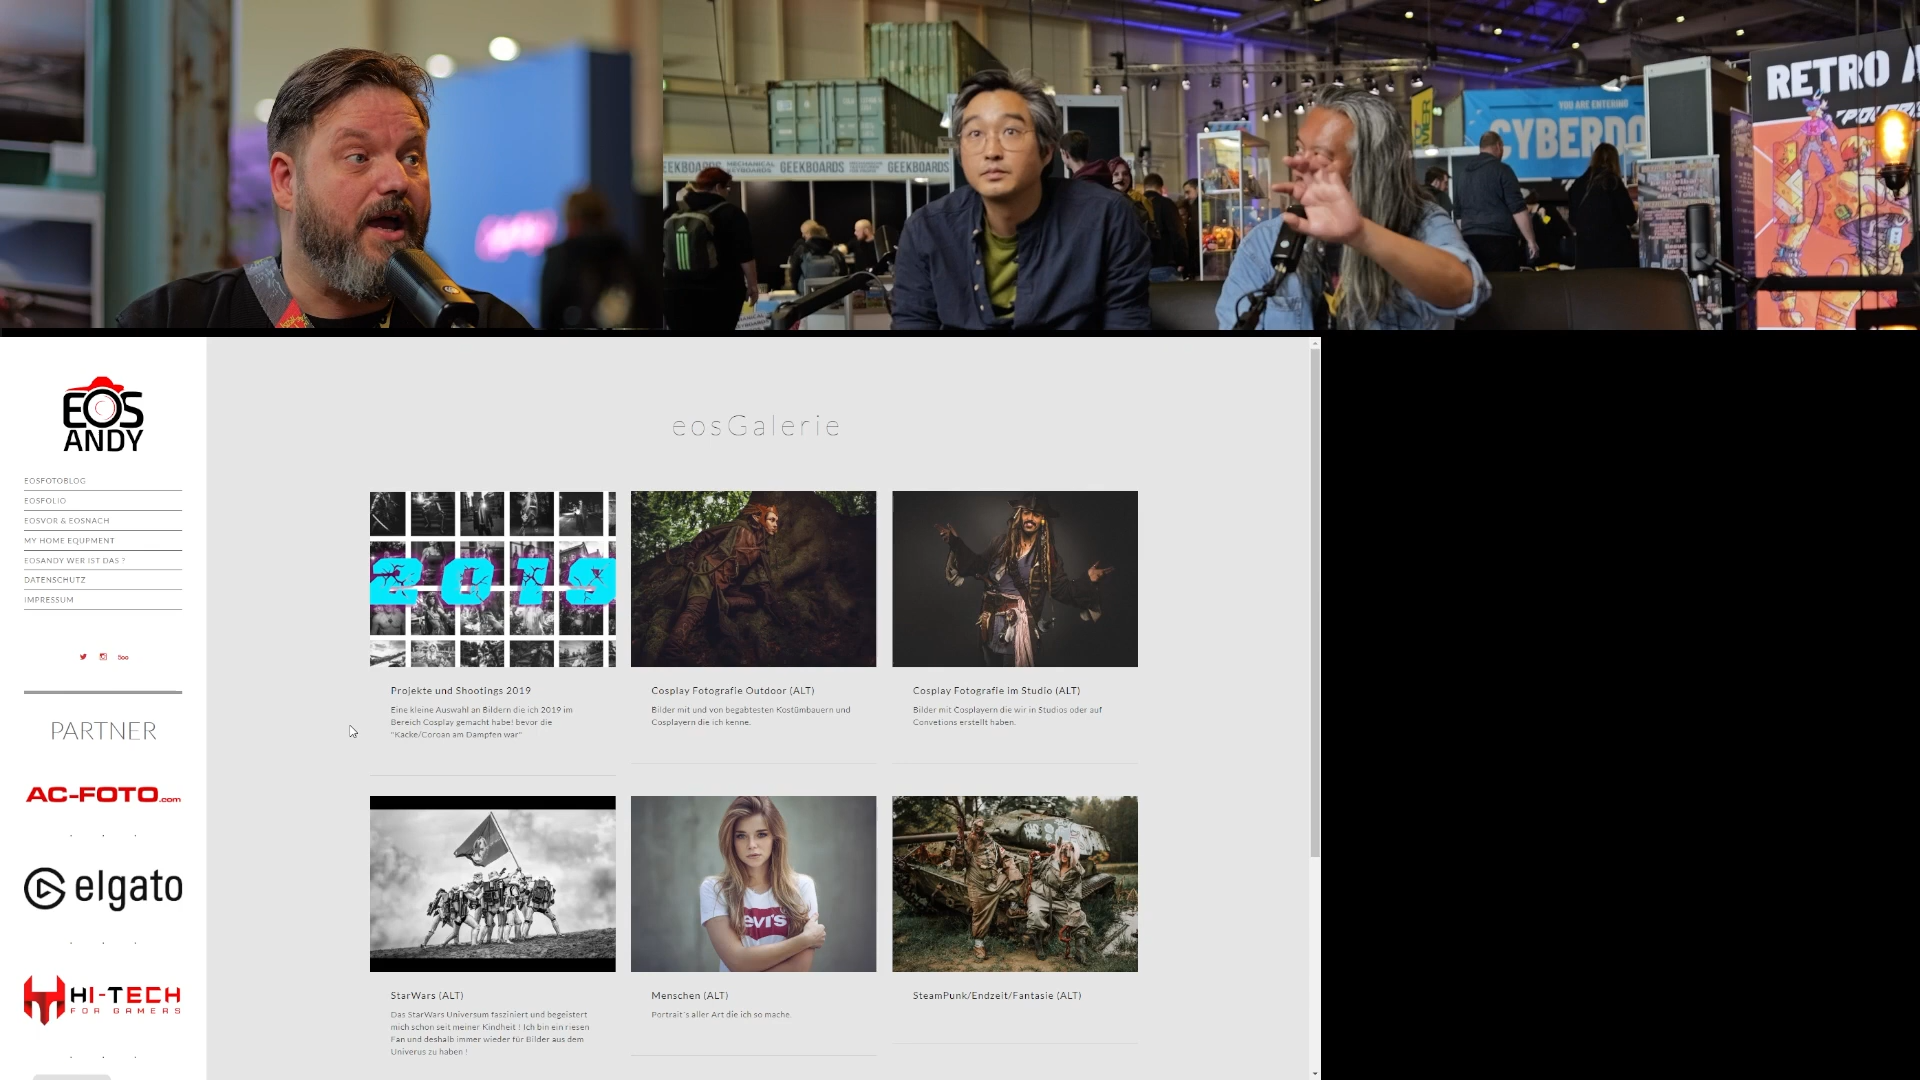 GEEKBOARDS
MECHANICAL
KEYBOARDS
GEEKBOARDS
GEEKBOARDS
YOU ARE ENTERING
CYBERDO
RETRO A
EOS
ANDY
EOSFOTOBLOG
EOSFOLIO
EOSVOR & EOSNACH
MY HOME EQUPMENT
EOSANDY WER IST DAS ?
DATENSCHUTZ
IMPRESSUM
PARTNER
AC-FOTO.com
elgato
HI-TECH
FOR GAMERS
eosGalerie
2019
Projekte und Shootings 2019
Eine kleine Auswahl an Bildern die ich 2019 im
Bereich Cosplay gemacht habe! bevor die
"Kacke/Coroan am Dampfen war"
Cosplay Fotografie Outdoor (ALT)
Bilder mit und von begabtesten Kostümbauern und
Cosplayern die ich kenne.
Cosplay Fotografie im Studio (ALT)
Bilder mit Cosplayern die wir in Studios oder auf
Convetions erstellt haben.
StarWars (ALT)
Das StarWars Universum fasziniert und begeistert
mich schon seit meiner Kindheit ! Ich bin ein riesen
Fan und deshalb immer wieder für Bilder aus dem
Univerus zu haben !
evi's
Menschen (ALT)
Portrait´s aller Art die ich so mache.
SteamPunk/Endzeit/Fantasie (ALT)